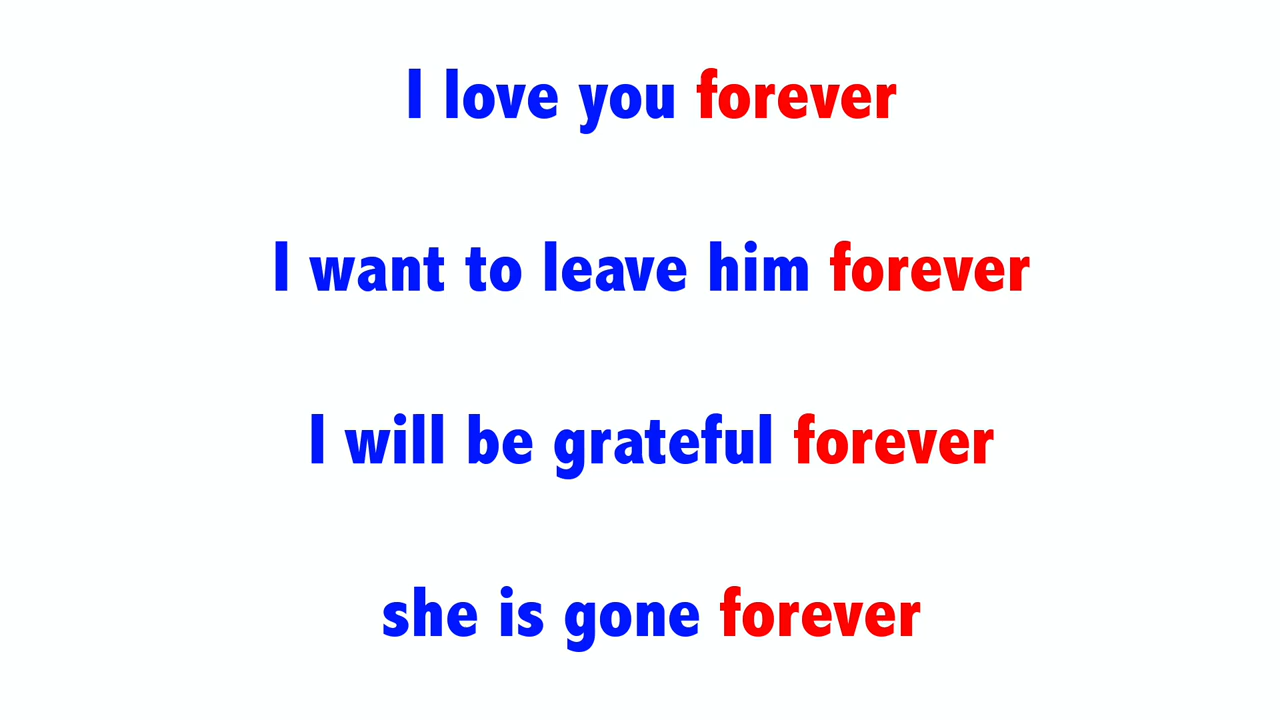 I love you forever
I want to leave him forever
I will be grateful forever
she is gone forever